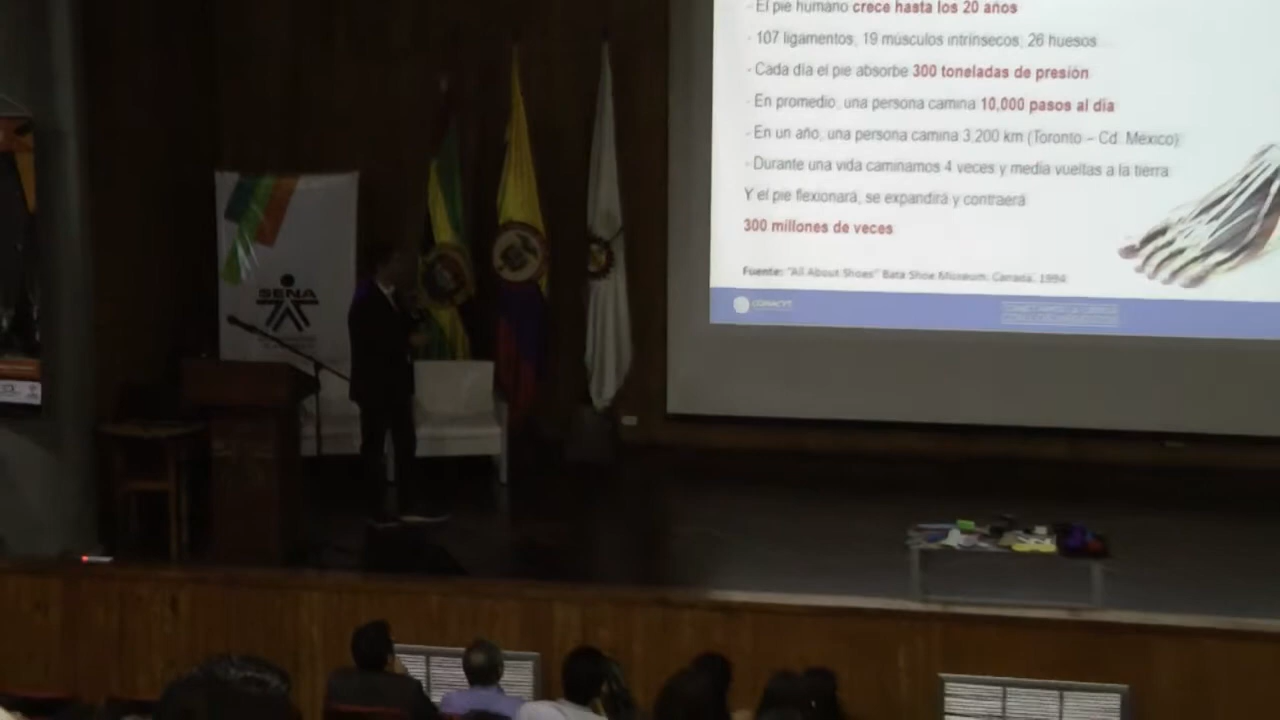 - El pie humano crece hasta los 20 años
- 107 ligamentos, 19 músculos intrínsecos, 26 huesos
- Cada día el pie absorbe 300 toneladas de presión
- En promedio, una persona camina 10,000 pasos al día
- En un año, una persona camina 3,200 km (Toronto – Cd. México)
- Durante una vida caminamos 4 veces y media vueltas a la tierra
Y el pie flexionará, se expandirá y contraerá
300 millones de veces
Fuente: "All About Shoes" Bata Shoe Museum. Canada. 1994
SENA